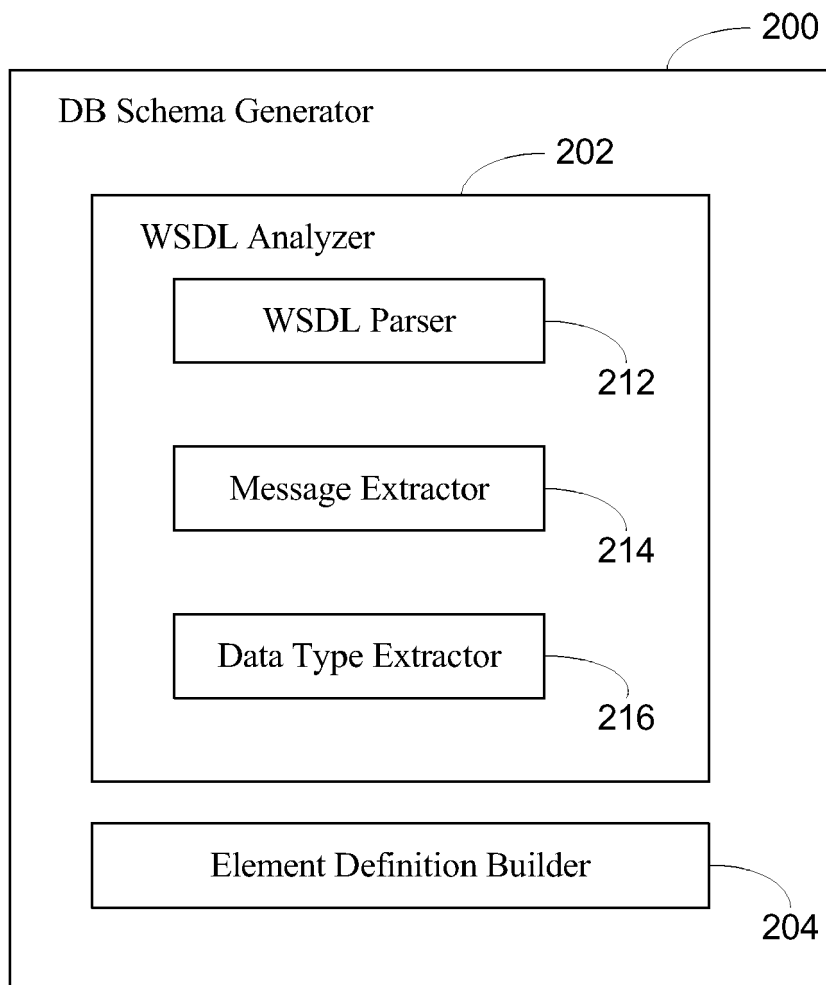 200
DB Schema Generator
202
WSDL Analyzer
WSDL Parser
212
Message Extractor
214
Data Type Extractor
216
Element Definition Builder
204